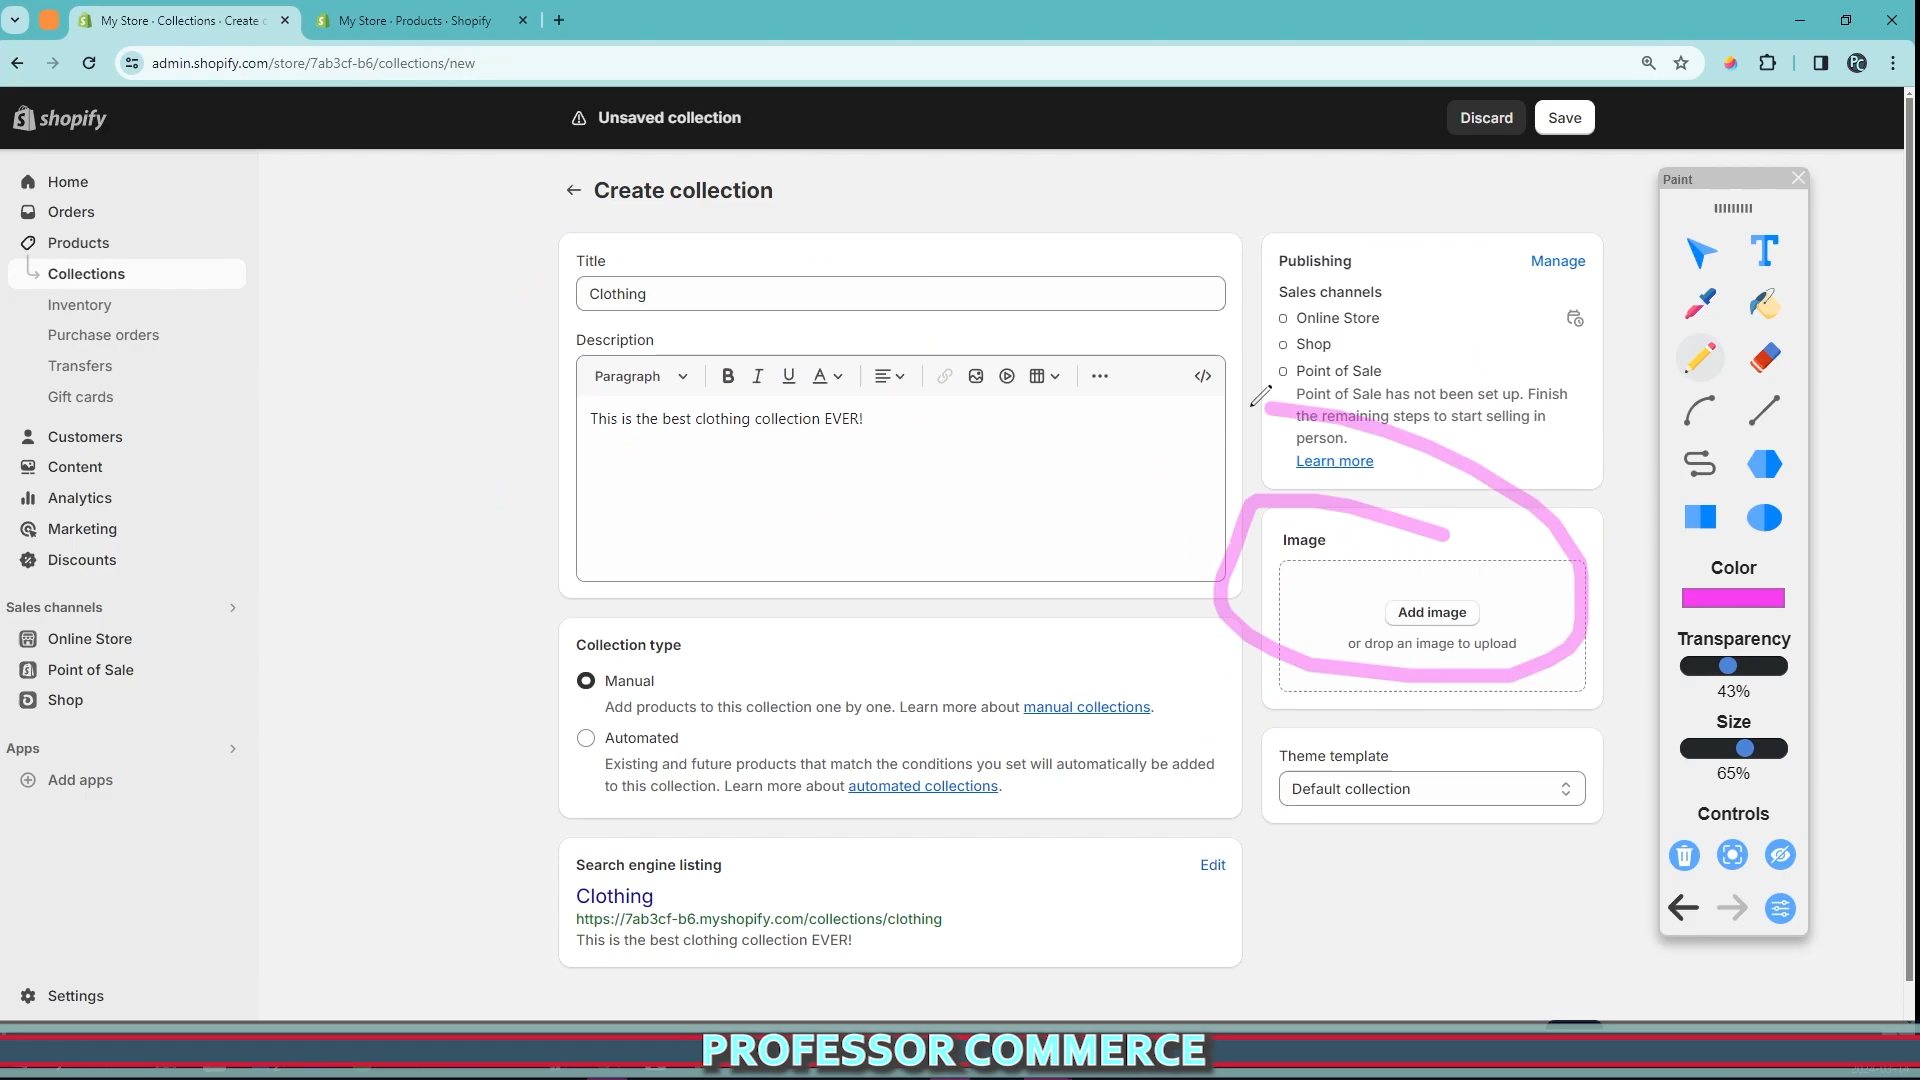 My Store · Collections · Create c
My Store · Products · Shopify
admin.shopify.com/store/7ab3cf-b6/collections/new
PC
shopify
Unsaved collection
Discard
Save
Home
Orders
Products
Collections
Inventory
Purchase orders
Transfers
Gift cards
Customers
Content
Analytics
Marketing
Discounts
Sales channels
Online Store
Point of Sale
Shop
Apps
Add apps
Settings
Create collection
Title
Clothing
Description
Paragraph
B I U A
This is the best clothing collection EVER!
Collection type
Manual
Add products to this collection one by one. Learn more about manual collections.
Automated
Existing and future products that match the conditions you set will automatically be added
to this collection. Learn more about automated collections.
Search engine listing
Edit
Clothing
https://7ab3cf-b6.myshopify.com/collections/clothing
This is the best clothing collection EVER!
Publishing
Manage
Sales channels
Online Store
Shop
Point of Sale
Point of Sale has not been set up. Finish
the remaining steps to start selling in
person.
Learn more
Image
Add image
or drop an image to upload
Theme template
Default collection
Paint
T
Color
Transparency
43%
Size
65%
Controls
PROFESSOR COMMERCE